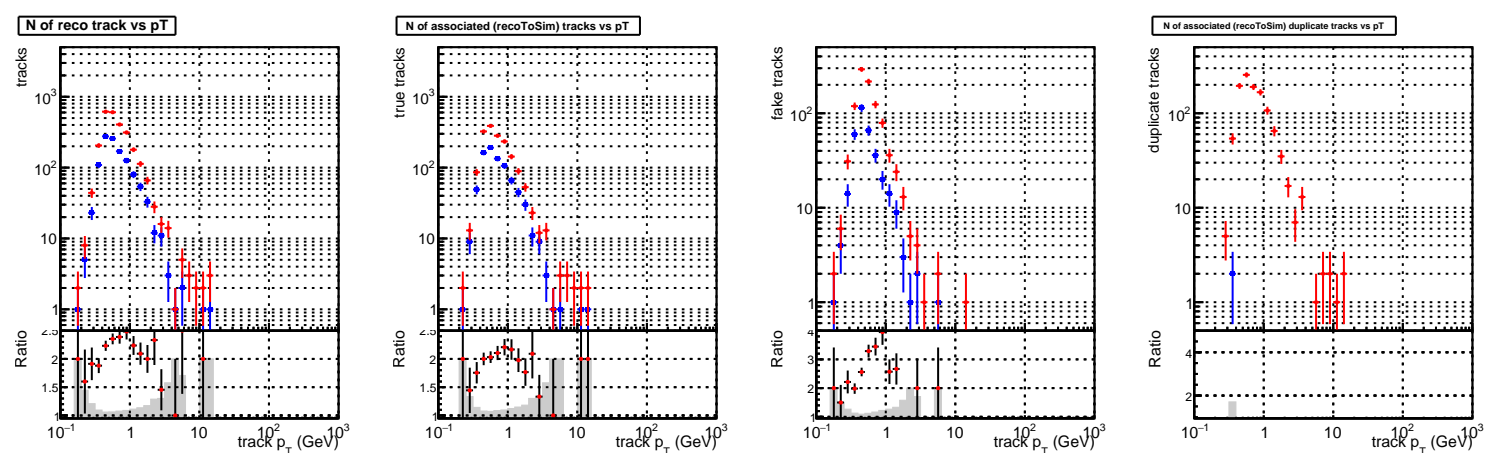 N of reco track vs pT
tracks
10³
10²
10
1
Ratio
2.5
2
1.5
1
10⁻¹ 1 10 10² 10³
track p_T (GeV)
N of associated (recoToSim) tracks vs pT
true tracks
10³
10²
10
1
Ratio
2.5
2
1.5
1
10⁻¹ 1 10 10² 10³
track p_T (GeV)
fake tracks
10²
10
1
Ratio
4
3
2
1
10⁻¹ 1 10 10² 10³
track p_T (GeV)
N of associated (recoToSim) duplicate tracks vs pT
duplicate tracks
10²
10
1
Ratio
4
2
10⁻¹ 1 10 10² 10³
track p_T (GeV)